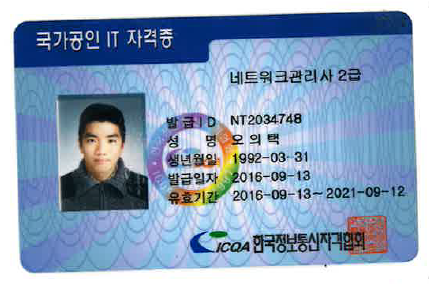 국가공인 IT 자격증
네트워크관리사 2급
발급ID NT2034748
성 명 오의택
생년월일 1992-03-31
발급일자 2016-09-13
유효기간 2016-09-13~2021-09-12
ICQA 한국정보통신자격협회